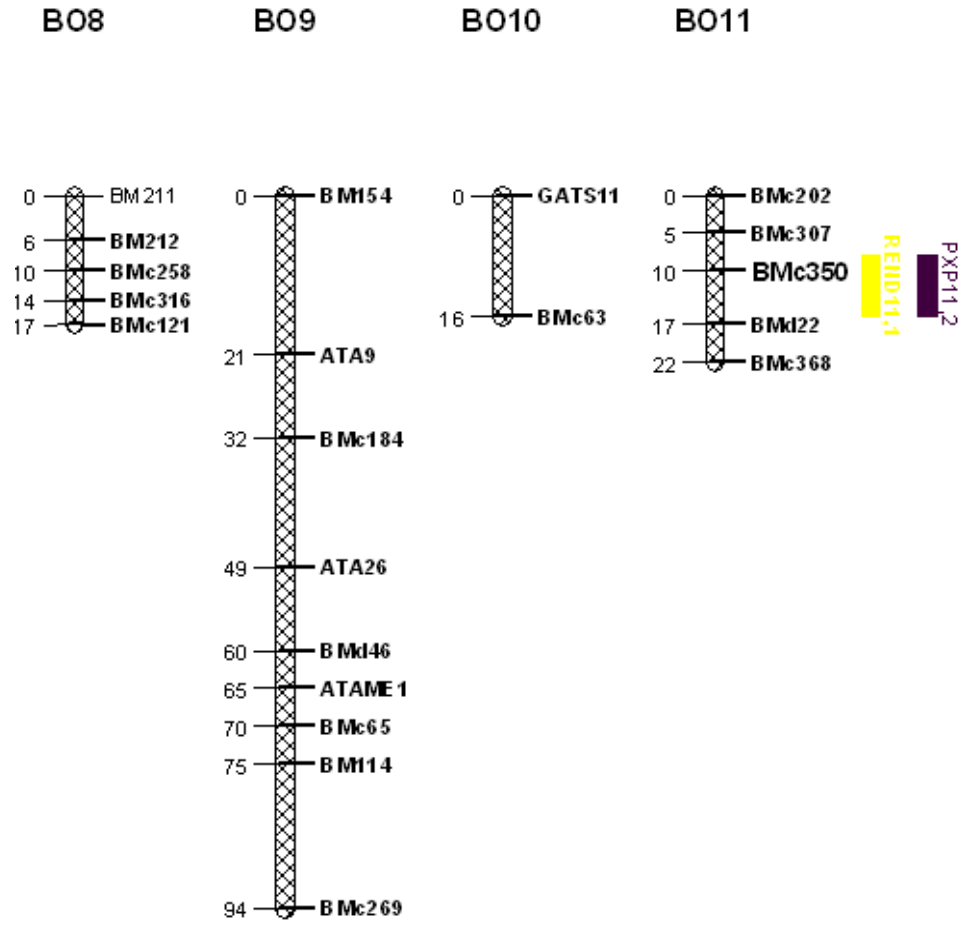 BO8 BO9 BO10 BO11
0 BM211
6 BM212
10 BMc258
14 BMc316
17 BMc121
0 BM154
21 ATA9
32 BMc184
49 ATA26
60 BMd46
65 ATAME1
70 BMc65
75 BM114
94 BMc269
0 GATS11
16 BMc63
0 BMc202
5 BMc307
10 BMc350
17 BMd22
22 BMc368
REND11,1
PXP11,2